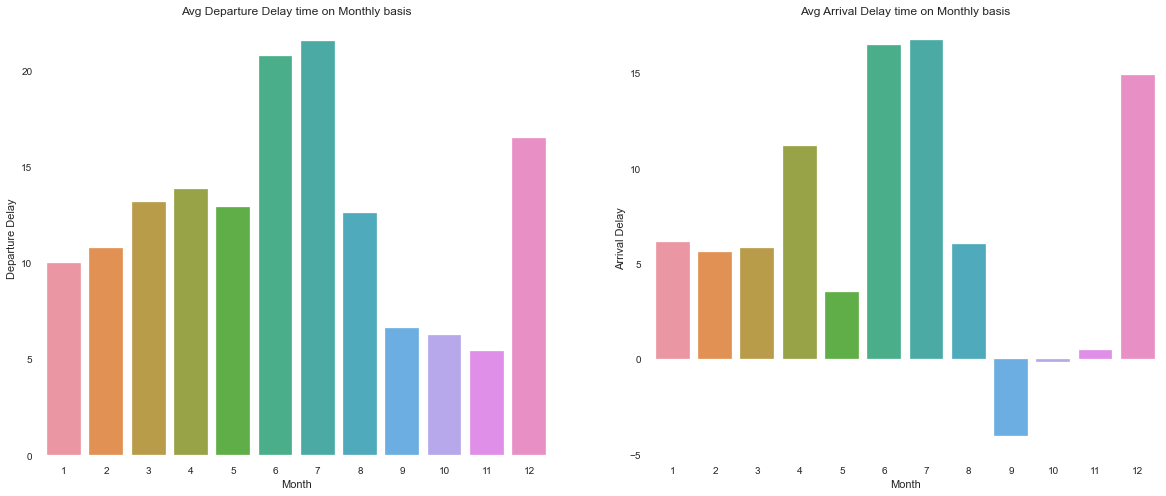 Avg Departure Delay time on Monthly basis
20
15
10
5
0
Departure Delay
1 2 3 4 5 6 7 8 9 10 11 12
Month
Avg Arrival Delay time on Monthly basis
15
10
5
0
−5
Arrival Delay
1 2 3 4 5 6 7 8 9 10 11 12
Month